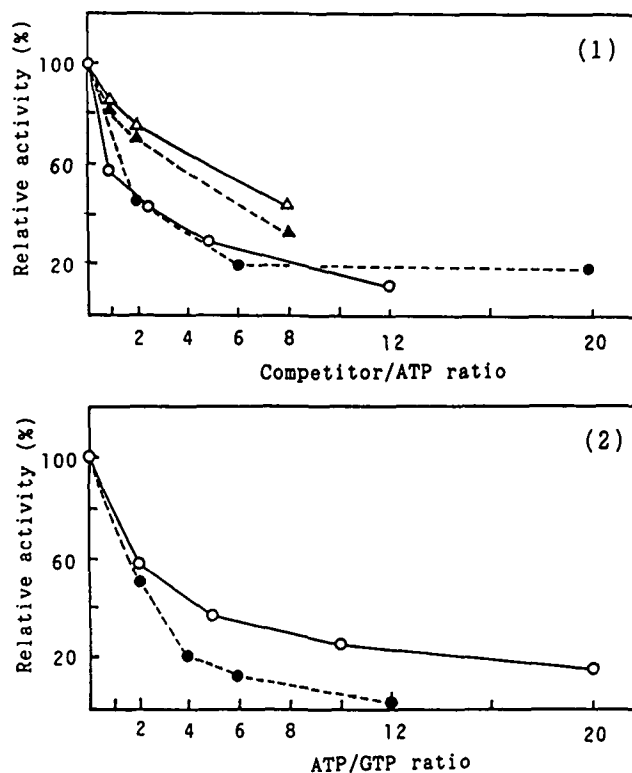 (1)
Relative activity (%)
100
60
20
2 4 6 8 12 20
Competitor/ATP ratio
(2)
Relative activity (%)
100
60
20
2 4 6 8 12 20
ATP/GTP ratio